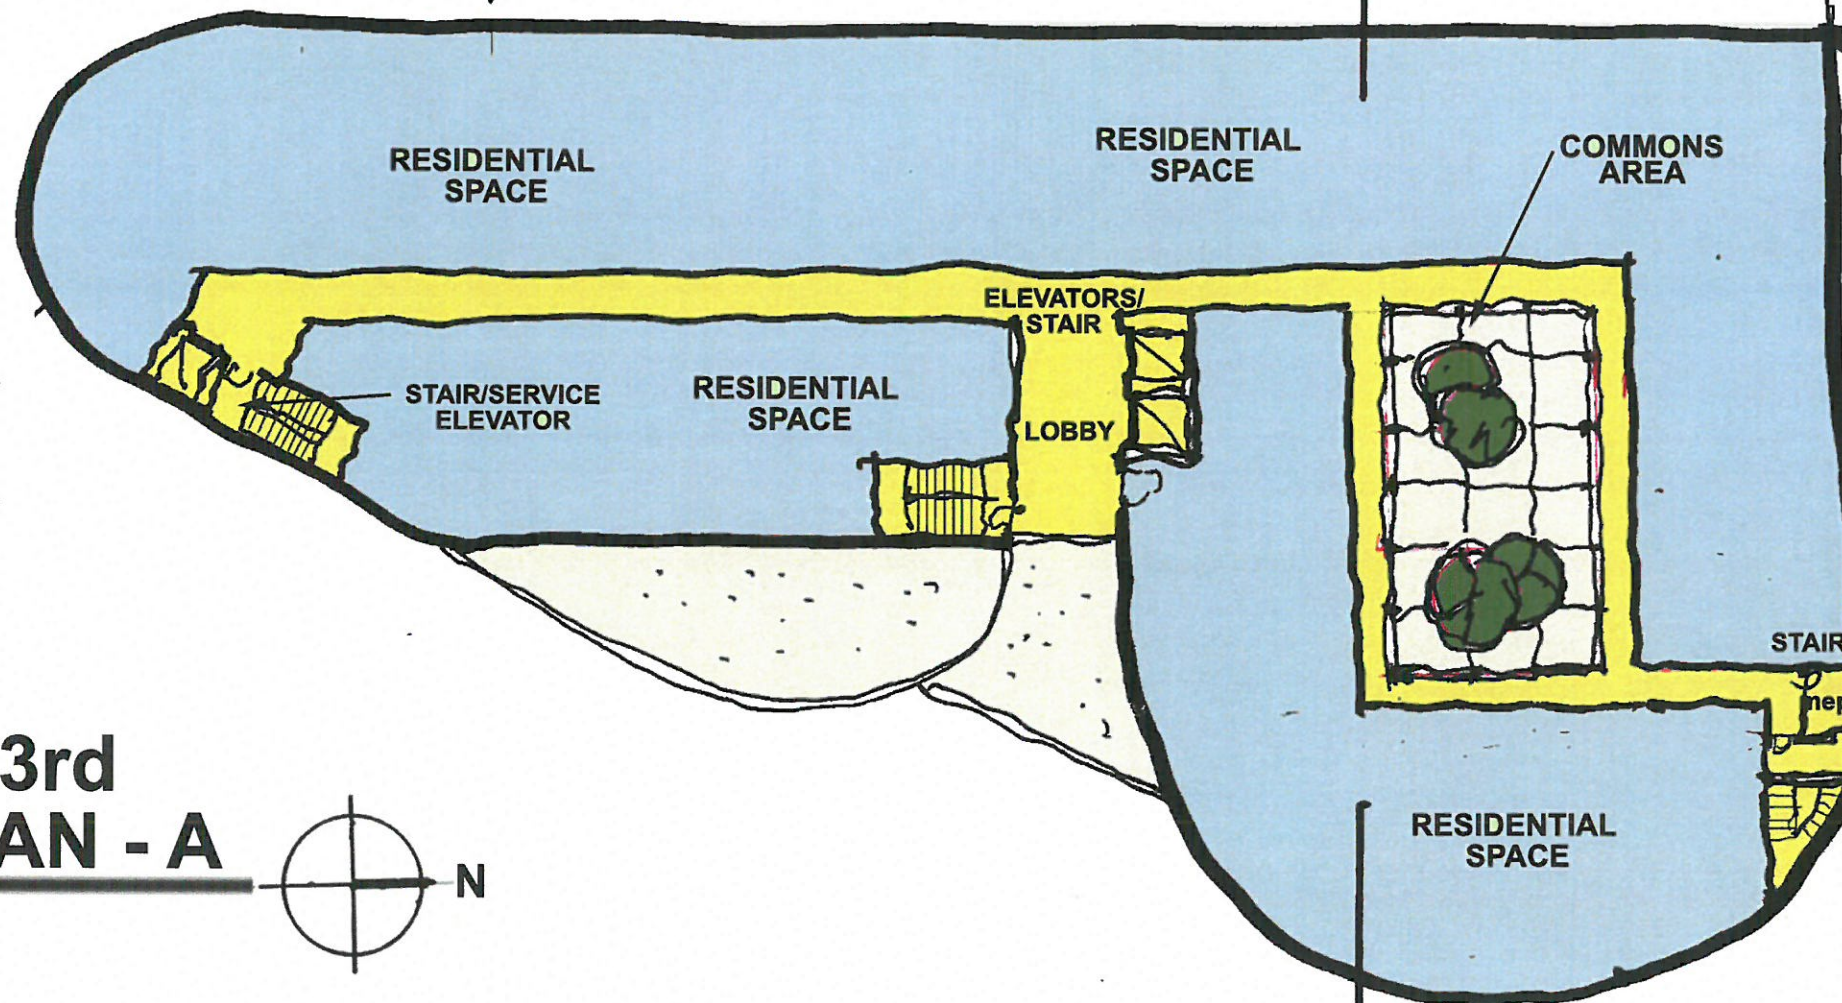 RESIDENTIAL
SPACE
RESIDENTIAL
SPACE
COMMONS
AREA
ELEVATORS/
STAIR
STAIR/SERVICE
ELEVATOR
RESIDENTIAL
SPACE
LOBBY
STAIR
mep
3rd
AN - A
N
RESIDENTIAL
SPACE